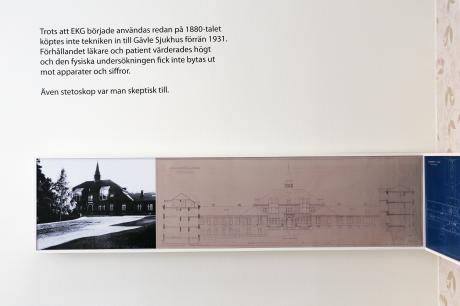 Trots att EKG började användas redan på 1880-talet
köptes inte tekniken in till Gävle Sjukhus förrän 1931.
Förhållandet läkare och patient värderades högt
och den fysiska undersökningen fick inte bytas ut
mot apparater och siffror.
Även stetoskop var man skeptisk till.